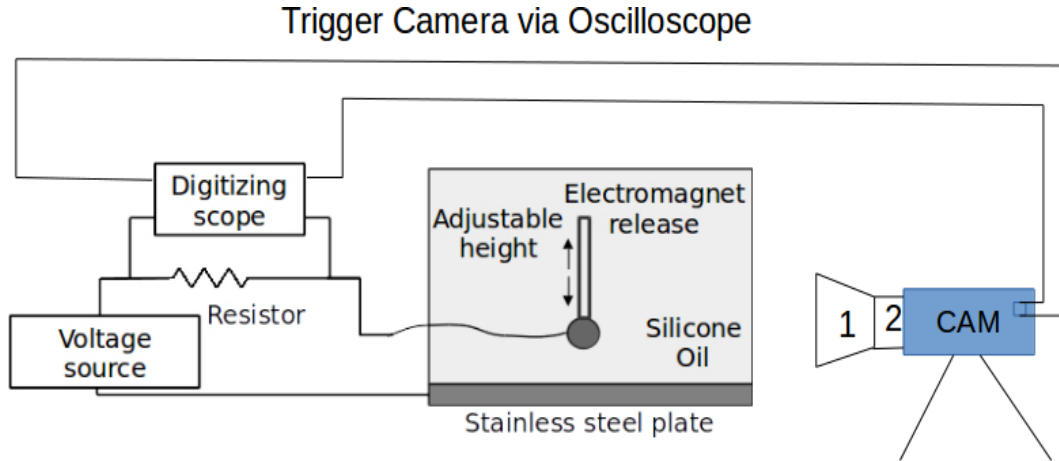 Trigger Camera via Oscilloscope
Digitizing
scope
Electromagnet
release
Adjustable
height
Resistor
Voltage
source
Silicone
Oil
1
2
CAM
Stainless steel plate